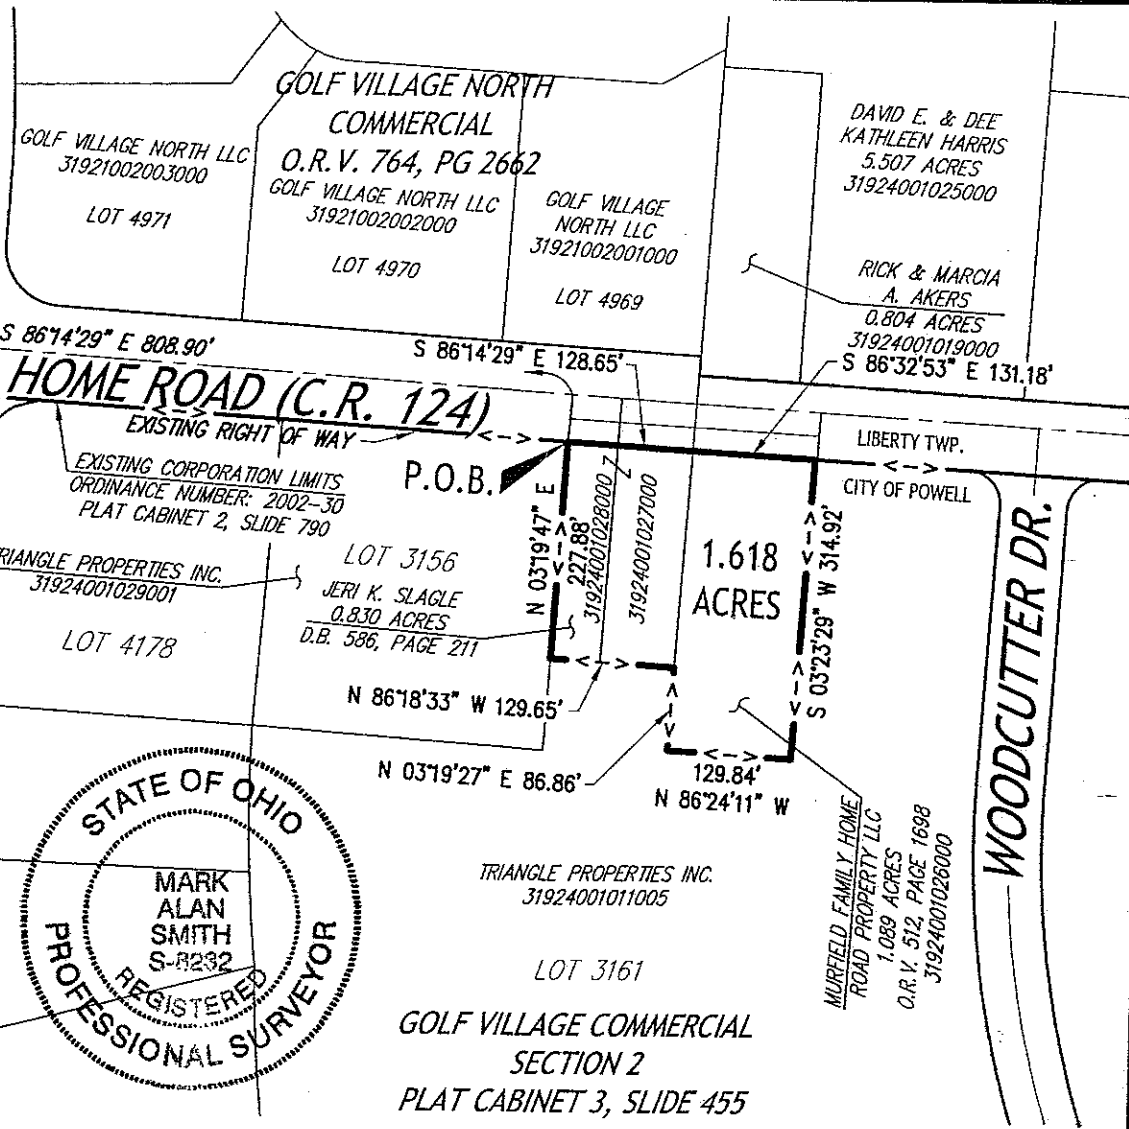 GOLF VILLAGE NORTH
COMMERCIAL
O.R.V. 764, PG 2662
GOLF VILLAGE NORTH LLC
31921002003000
LOT 4971
GOLF VILLAGE NORTH LLC
31921002002000
LOT 4970
GOLF VILLAGE
NORTH LLC
31921002001000
LOT 4969
DAVID E. & DEE
KATHLEEN HARRIS
5.507 ACRES
31924001025000
RICK & MARCIA
A. AKERS
0.804 ACRES
31924001019000
S 86°14'29" E 808.90'
S 86°14'29" E 128.65'
S 86°32'53" E 131.18'
HOME ROAD (C.R. 124)
EXISTING RIGHT OF WAY
LIBERTY TWP.
CITY OF POWELL
EXISTING CORPORATION LIMITS
ORDINANCE NUMBER: 2002-30
PLAT CABINET 2, SLIDE 790
P.O.B.
N 03°19'47" E
227.88'
31924001028000
Z
31924001027000
1.618
ACRES
S 03°23'29" W 314.92'
WOODCUTTER DR.
TRIANGLE PROPERTIES INC.
31924001029001
LOT 3156
JERI K. SLAGLE
0.830 ACRES
D.B. 586, PAGE 211
LOT 4178
N 86°18'33" W 129.65'
N 03°19'27" E 86.86'
129.84'
N 86°24'11" W
MURFIELD FAMILY HOME
ROAD PROPERTY LLC
1.089 ACRES
O.R.V. 512, PAGE 1698
31924001026000
STATE OF OHIO
MARK
ALAN
SMITH
S-8232
REGISTERED
PROFESSIONAL SURVEYOR
TRIANGLE PROPERTIES INC.
31924001011005
LOT 3161
GOLF VILLAGE COMMERCIAL
SECTION 2
PLAT CABINET 3, SLIDE 455